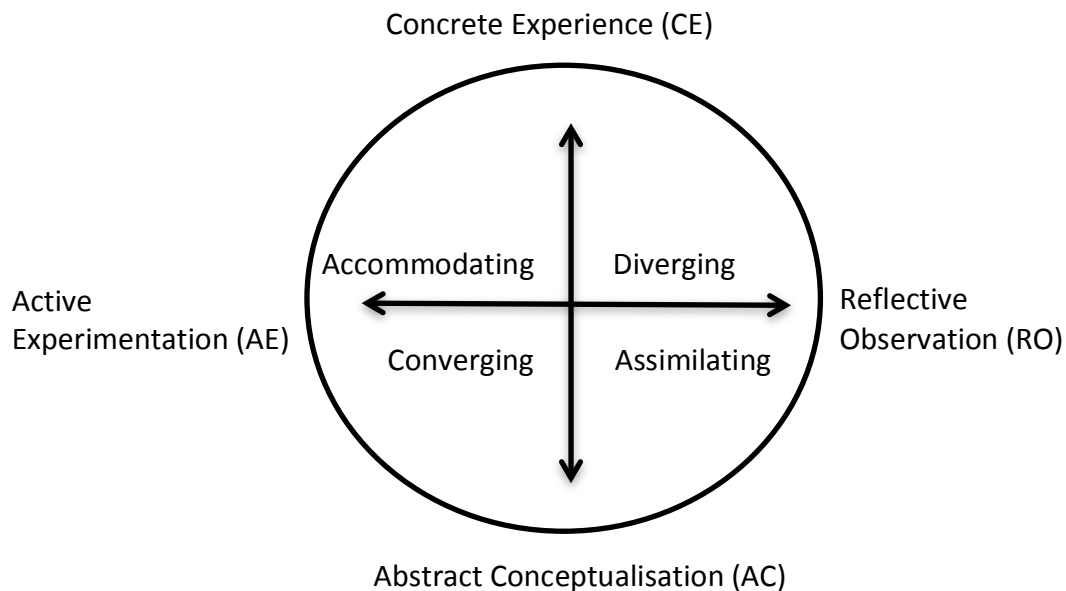 Concrete Experience (CE)
Accommodating
Diverging
Active
Experimentation (AE)
Reflective
Observation (RO)
Converging
Assimilating
Abstract Conceptualisation (AC)